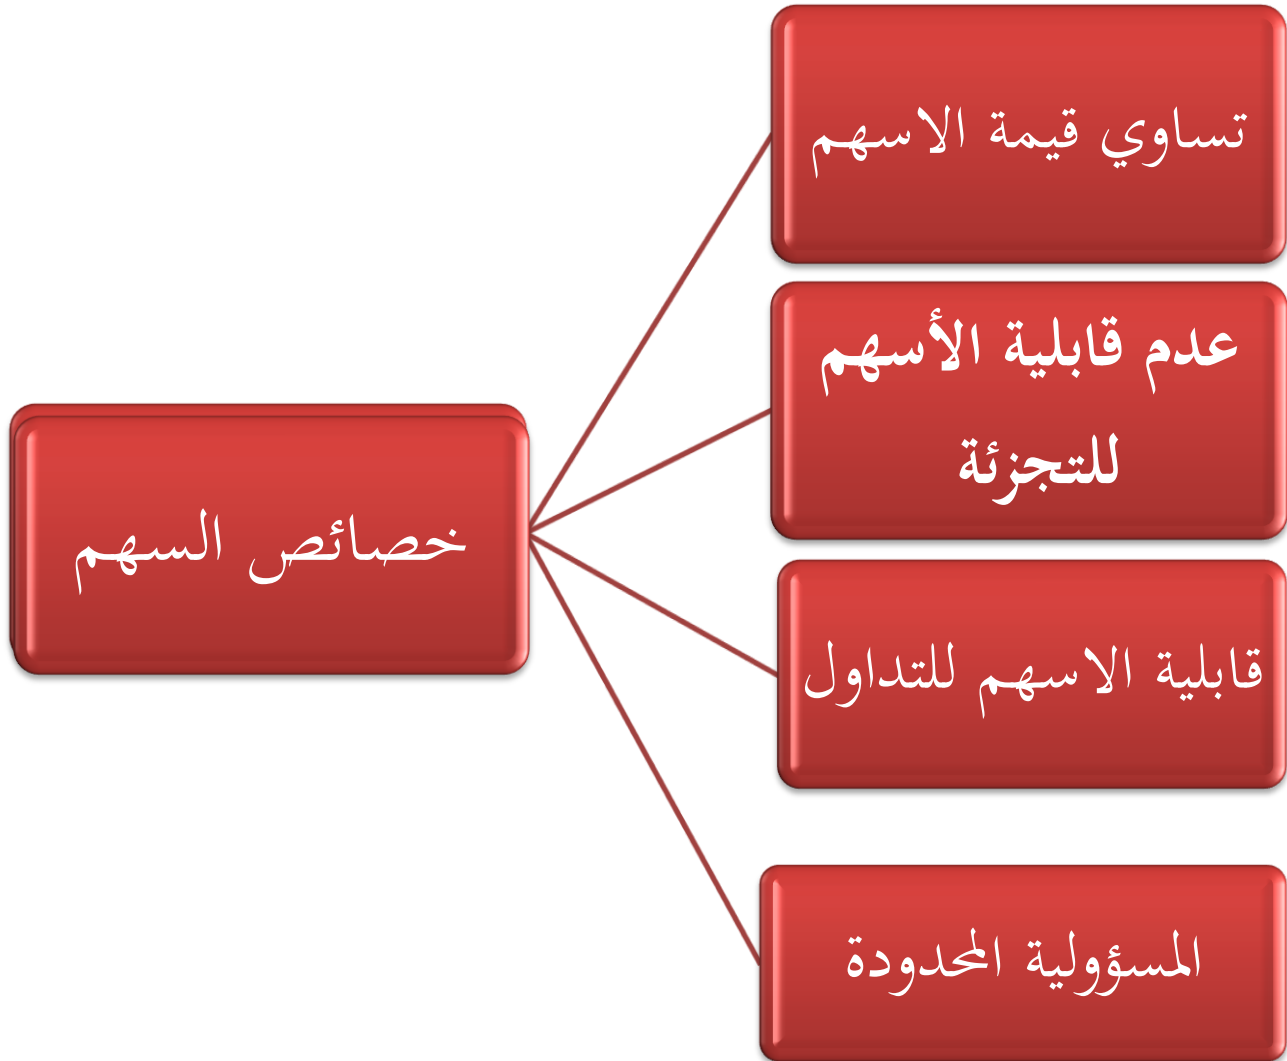 تساوي قيمة الاسهم
عدم قابلية الأسهم
للتجزئة
خصائص السهم
قابلية الاسهم للتداول
المسؤولية المحدودة